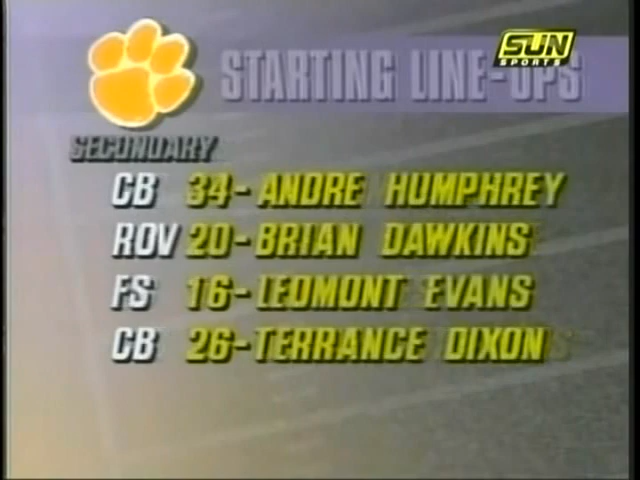 SUN
SPORTS
STARTING LINE-UPS
SECONDARY
CB 34-ANDRE HUMPHREY
ROV 20-BRIAN DAWKINS
FS 16-LEOMONT EVANS
CB 26-TERRANCE DIXON